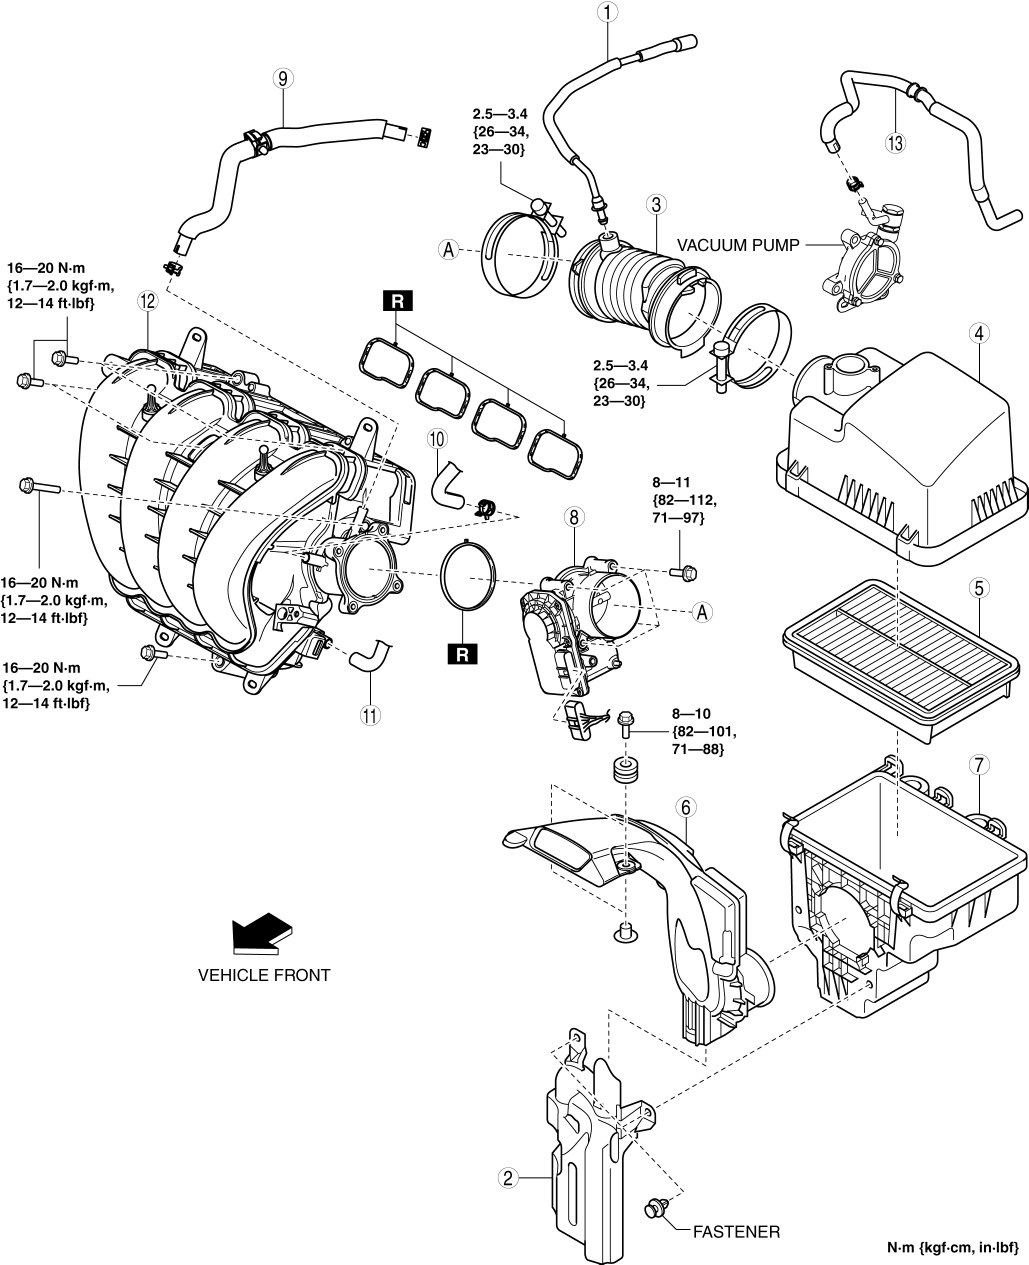 1
9
2.5—3.4
{26—34,
23—30}
13
3
A
VACUUM PUMP
16—20 N·m
{1.7—2.0 kgf·m,
12—14 ft·lbf}
12
R
4
2.5—3.4
{26—34,
23—30}
10
8—11
{82—112,
71—97}
8
16—20 N·m
{1.7—2.0 kgf·m,
12—14 ft·lbf}
5
A
R
16—20 N·m
{1.7—2.0 kgf·m,
12—14 ft·lbf}
11
8—10
{82—101,
71—88}
7
6
VEHICLE FRONT
2
FASTENER
N·m {kgf·cm, in·lbf}